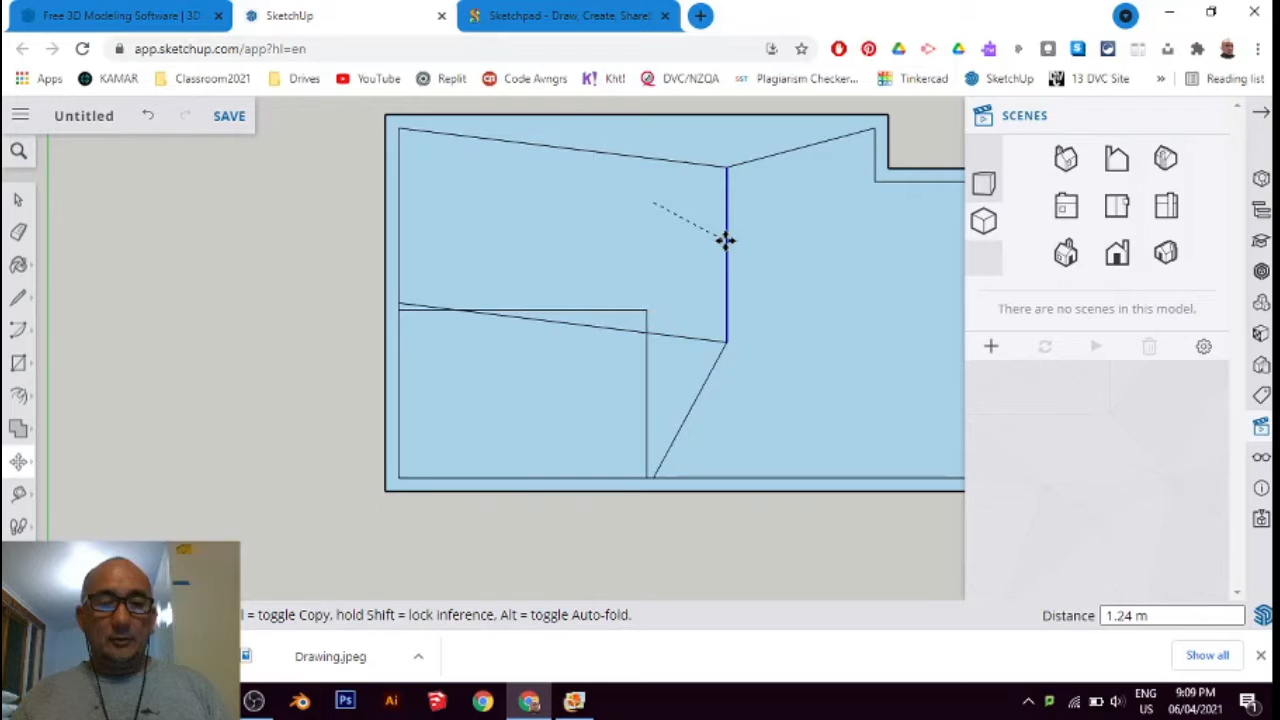 Free 3D Modeling Software | 3D
SketchUp
Sketchpad - Draw, Create, Share!
app.sketchup.com/app?hl=en
Apps
KAMAR
Classroom2021
Drives
YouTube
Replit
Code Avngrs
Kht!
DVC/NZQA
Plagiarism Checker...
Tinkercad
SketchUp
13 DVC Site
»
Reading list
Untitled
SAVE
SCENES
There are no scenes in this model.
l = toggle Copy, hold Shift = lock inference, Alt = toggle Auto-fold.
Distance
1.24 m
Drawing.jpeg
Show all
ENG
US
9:09 PM
06/04/2021